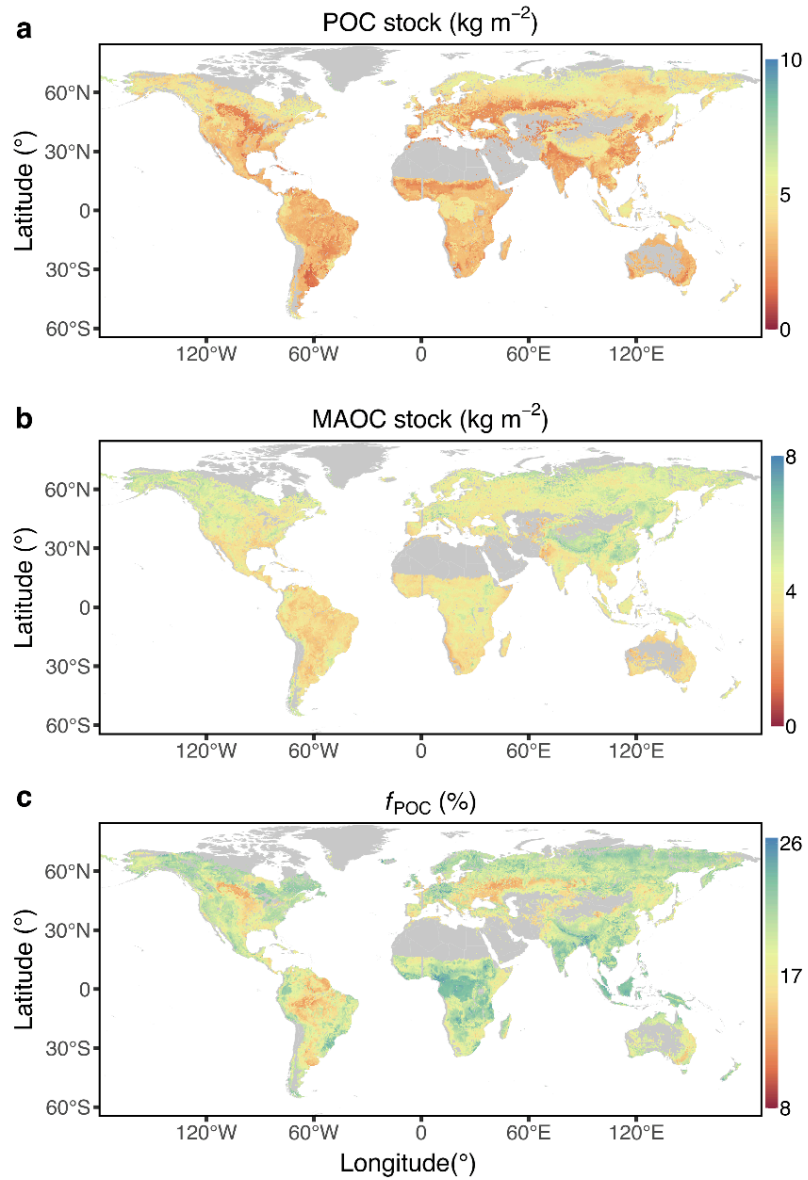 a
POC stock (kg m⁻²)
Latitude (°)
60°N
30°N
0
30°S
60°S
120°W 60°W 0 60°E 120°E
10
5
0
b
MAOC stock (kg m⁻²)
Latitude (°)
60°N
30°N
0
30°S
60°S
120°W 60°W 0 60°E 120°E
8
4
0
c
fPOC (%)
Latitude (°)
60°N
30°N
0
30°S
60°S
120°W 60°W 0 60°E 120°E
Longitude(°)
26
17
8